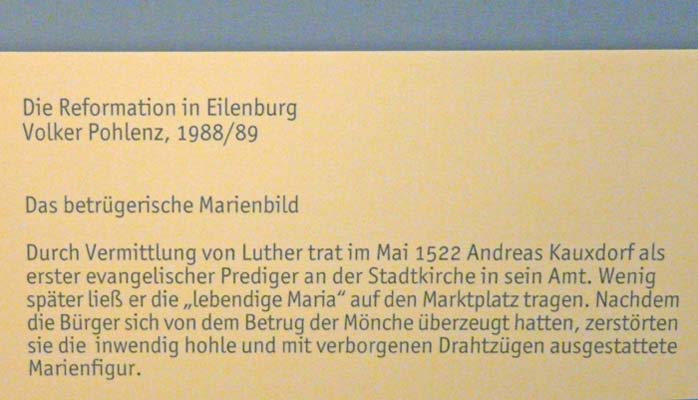 Die Reformation in Eilenburg
Volker Pohlenz, 1988/89
Das betrügerische Marienbild
Durch Vermittlung von Luther trat im Mai 1522 Andreas Kauxdorf als
erster evangelischer Prediger an der Stadtkirche in sein Amt. Wenig
später ließ er die „lebendige Maria“ auf den Marktplatz tragen. Nachdem
die Bürger sich von dem Betrug der Mönche überzeugt hatten, zerstörten
sie die inwendig hohle und mit verborgenen Drahtzügen ausgestattete
Marienfigur.